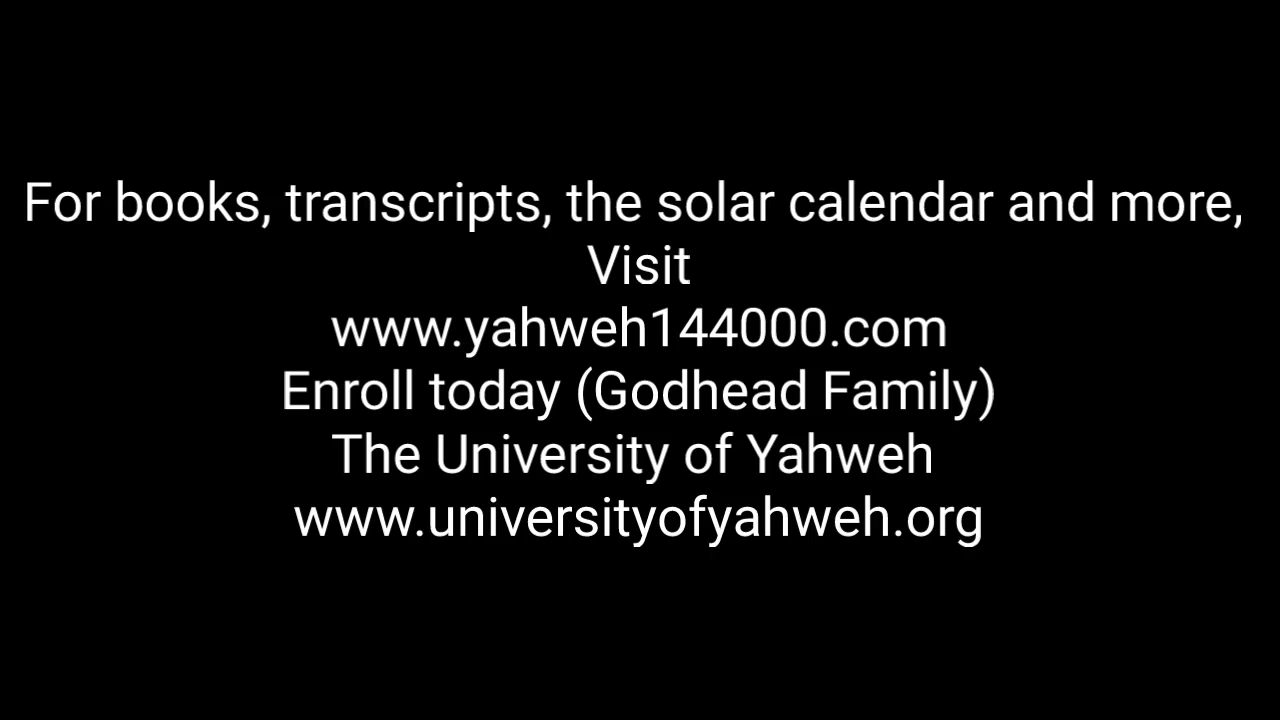 For books, transcripts, the solar calendar and more,
Visit
www.yahweh144000.com
Enroll today (Godhead Family)
The University of Yahweh
www.universityofyahweh.org